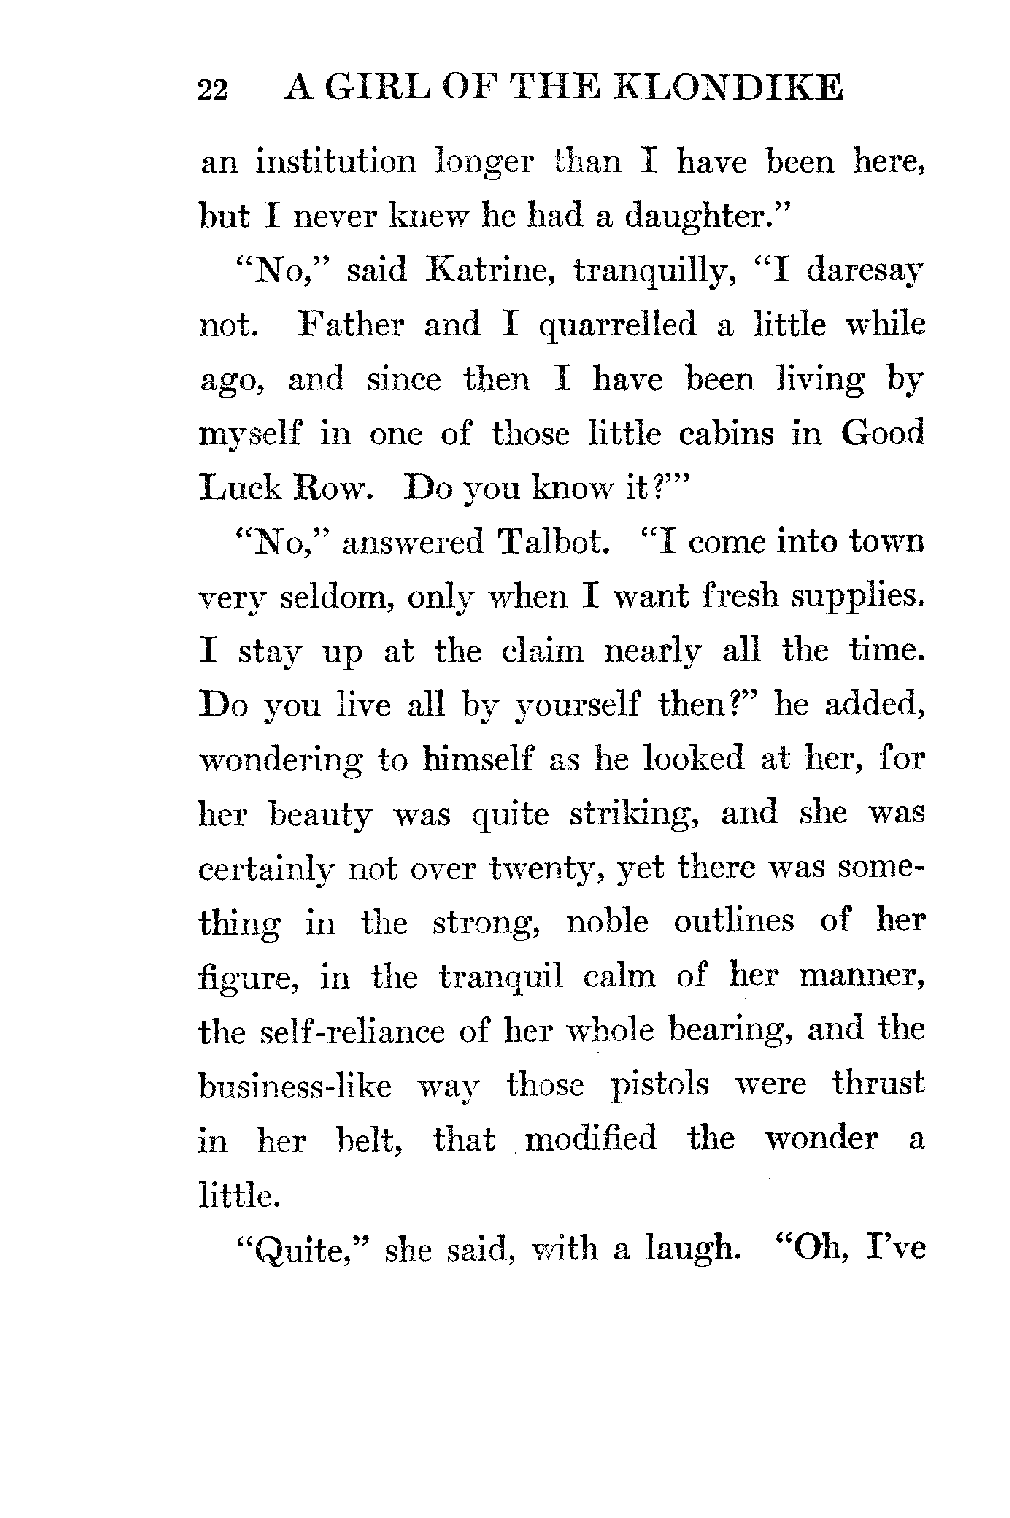 22 A GIRL OF THE KLONDIKE
an institution longer than I have been here,
but I never knew he had a daughter."
"No," said Katrine, tranquilly, "I daresay
not. Father and I quarrelled a little while
ago, and since then I have been living by
myself in one of those little cabins in Good
Luck Row. Do you know it?'"
"No," answered Talbot. "I come into town
very seldom, only when I want fresh supplies.
I stay up at the claim nearly all the time.
Do you live all by yourself then?" he added,
wondering to himself as he looked at her, for
her beauty was quite striking, and she was
certainly not over twenty, yet there was some-
thing in the strong, noble outlines of her
figure, in the tranquil calm of her manner,
the self-reliance of her whole bearing, and the
business-like way those pistols were thrust
in her belt, that modified the wonder a
little.
"Quite," she said, with a laugh. "Oh, I've